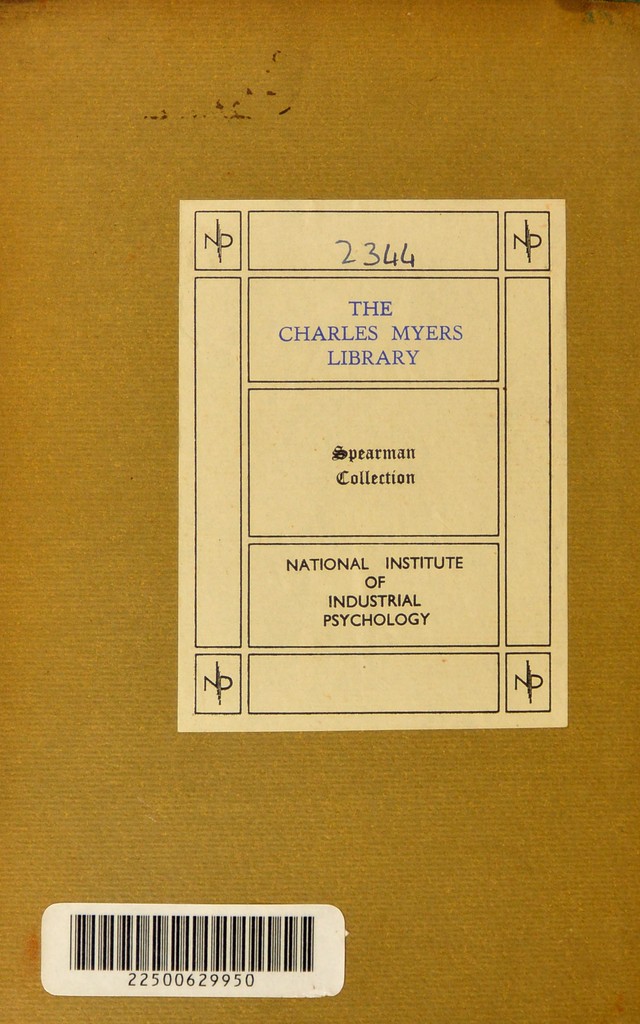 2344
THE
CHARLES MYERS
LIBRARY
Spearman
Collection
NATIONAL INSTITUTE
OF
INDUSTRIAL
PSYCHOLOGY
22500629950